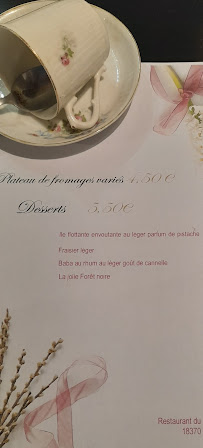 Plateau de fromages variés 4,50€
Desserts 5,50€
Ile flottante envoutante au léger parfum de pistache
Fraisier léger
Baba au rhum au léger goût de cannelle
La jolie Forêt noire
Restaurant du
18370